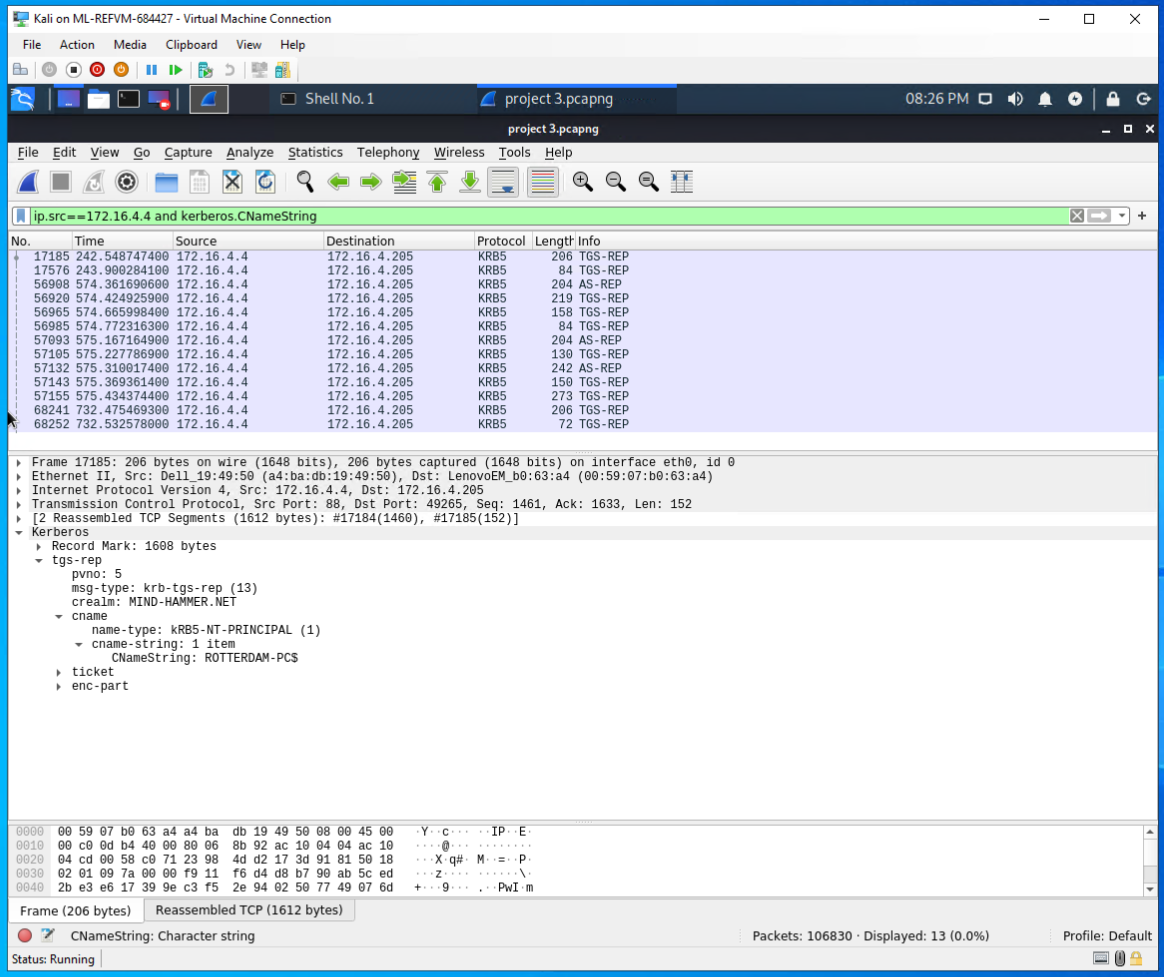 Kali on ML-REFVM-684427 - Virtual Machine Connection
File Action Media Clipboard View Help
Shell No. 1 project 3.pcapng 08:26 PM
project 3.pcapng
File Edit View Go Capture Analyze Statistics Telephony Wireless Tools Help
ip.src==172.16.4.4 and kerberos.CNameString
No. Time Source Destination Protocol Length Info
17185 242.548747400 172.16.4.4 172.16.4.205 KRB5 206 TGS-REP
17576 243.900284100 172.16.4.4 172.16.4.205 KRB5 84 TGS-REP
56908 574.361690600 172.16.4.4 172.16.4.205 KRB5 204 AS-REP
56920 574.424925900 172.16.4.4 172.16.4.205 KRB5 219 TGS-REP
56965 574.665998400 172.16.4.4 172.16.4.205 KRB5 158 TGS-REP
56985 574.772316300 172.16.4.4 172.16.4.205 KRB5 84 TGS-REP
57093 575.167164900 172.16.4.4 172.16.4.205 KRB5 204 AS-REP
57105 575.227786900 172.16.4.4 172.16.4.205 KRB5 130 TGS-REP
57132 575.310017400 172.16.4.4 172.16.4.205 KRB5 242 AS-REP
57143 575.369361400 172.16.4.4 172.16.4.205 KRB5 150 TGS-REP
57155 575.434374400 172.16.4.4 172.16.4.205 KRB5 273 TGS-REP
68241 732.475469300 172.16.4.4 172.16.4.205 KRB5 206 TGS-REP
68252 732.532578000 172.16.4.4 172.16.4.205 KRB5 72 TGS-REP
Frame 17185: 206 bytes on wire (1648 bits), 206 bytes captured (1648 bits) on interface eth0, id 0
Ethernet II, Src: Dell_19:49:50 (a4:ba:db:19:49:50), Dst: LenovoEM_b0:63:a4 (00:59:07:b0:63:a4)
Internet Protocol Version 4, Src: 172.16.4.4, Dst: 172.16.4.205
Transmission Control Protocol, Src Port: 88, Dst Port: 49265, Seq: 1461, Ack: 1633, Len: 152
[2 Reassembled TCP Segments (1612 bytes): #17184(1460), #17185(152)]
Kerberos
Record Mark: 1608 bytes
tgs-rep
pvno: 5
msg-type: krb-tgs-rep (13)
crealm: MIND-HAMMER.NET
cname
name-type: kRB5-NT-PRINCIPAL (1)
cname-string: 1 item
CNameString: ROTTERDAM-PC$
ticket
enc-part
0000 00 59 07 b0 63 a4 a4 ba db 19 49 50 08 00 45 00 ·Y··c··· ··IP··E·
0010 00 c0 0d b4 40 00 80 06 8b 92 ac 10 04 04 ac 10 ····@··· ········
0020 04 cd 00 58 c0 71 23 98 4d d2 17 3d 91 81 50 18 ···X·q#· M··=··P·
0030 02 01 09 7a 00 00 f9 11 f6 d4 d8 b7 90 ab 5c ed ···z···· ······\·
0040 2b e3 e6 17 39 9e c3 f5 2e 94 02 50 77 49 07 6d +···9··· .··PwI·m
Frame (206 bytes) Reassembled TCP (1612 bytes)
CNameString: Character string Packets: 106830 · Displayed: 13 (0.0%) Profile: Default
Status: Running